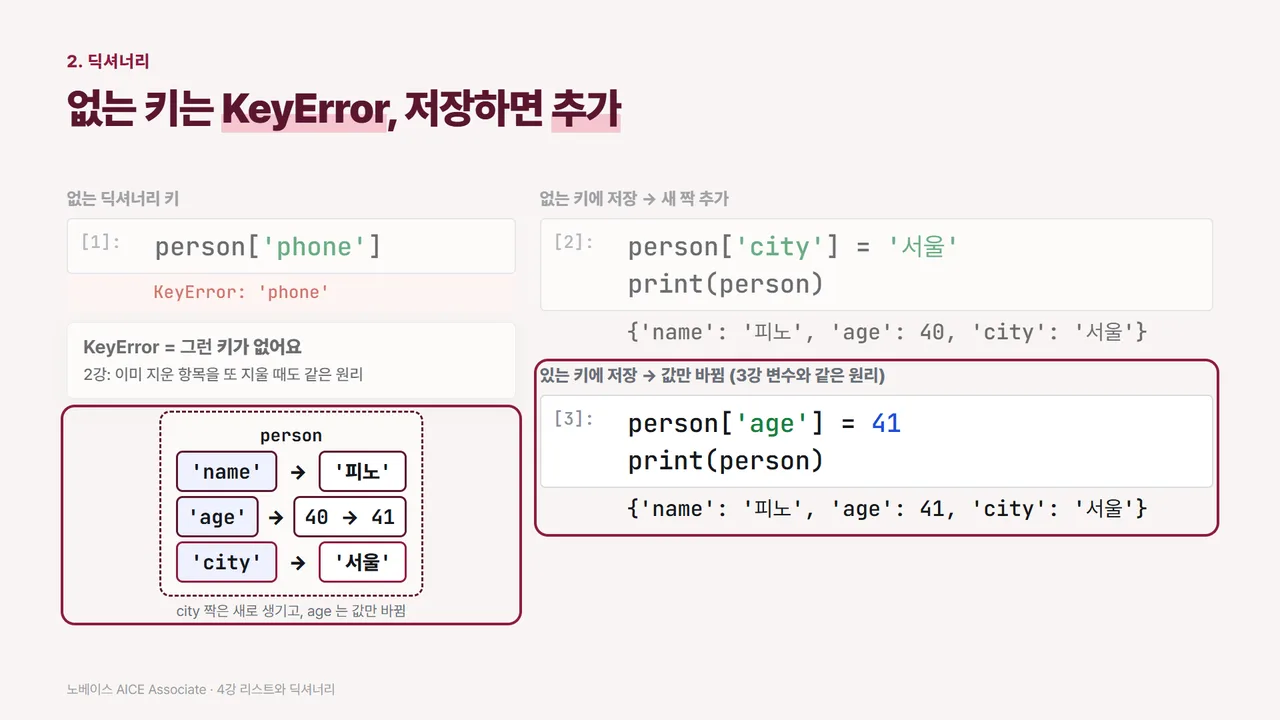 2. 딕셔너리
없는 키는 KeyError, 저장하면 추가
없는 딕셔너리 키
[1]: person['phone']
KeyError: 'phone'
KeyError = 그런 키가 없어요
2강: 이미 지운 항목을 또 지울 때도 같은 원리
person
'name' → '피노'
'age' → 40 → 41
'city' → '서울'
city 짝은 새로 생기고, age 는 값만 바뀜
없는 키에 저장 → 새 짝 추가
[2]: person['city'] = '서울'
print(person)
{'name': '피노', 'age': 40, 'city': '서울'}
있는 키에 저장 → 값만 바뀜 (3강 변수와 같은 원리)
[3]: person['age'] = 41
print(person)
{'name': '피노', 'age': 41, 'city': '서울'}
노베이스 AICE Associate · 4강 리스트와 딕셔너리